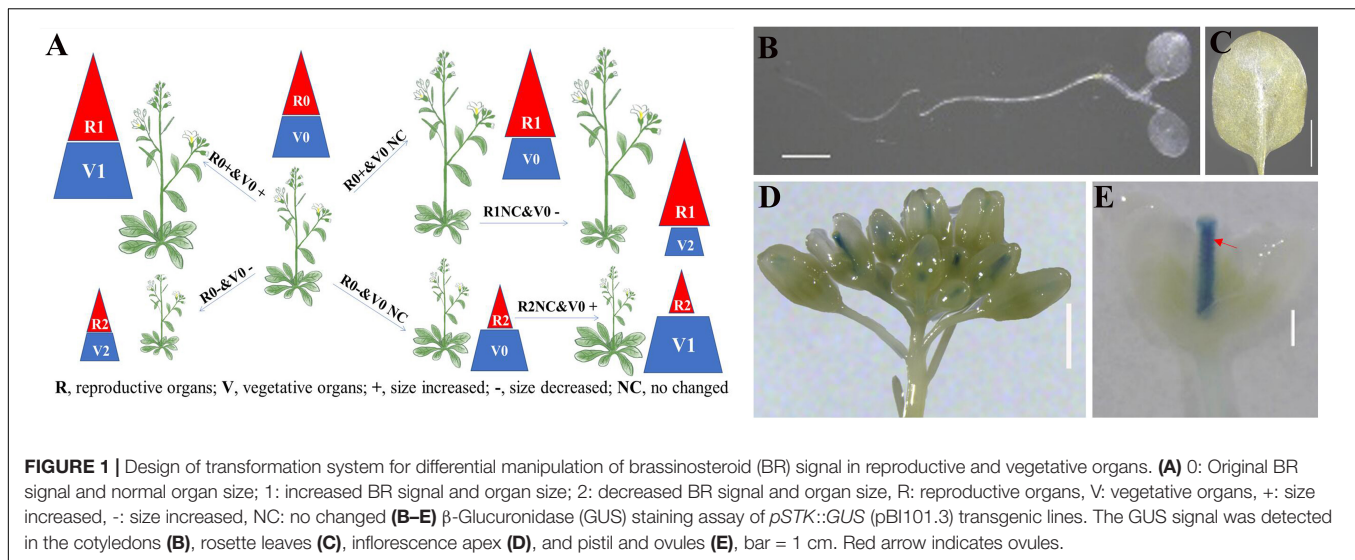 A
R1
V1
R0
V0
R1
V0
R1
V2
R0+&V0 +
R0+&V0 NC
R1NC&V0 -
R0-&V0 -
R0-&V0 NC
R2NC&V0 +
R2
V2
R2
V0
R2
V1
R, reproductive organs; V, vegetative organs; +, size increased; -, size decreased; NC, no changed
B
C
D
E
FIGURE 1 | Design of transformation system for differential manipulation of brassinosteroid (BR) signal in reproductive and vegetative organs. (A) 0: Original BR
signal and normal organ size; 1: increased BR signal and organ size; 2: decreased BR signal and organ size, R: reproductive organs, V: vegetative organs, +: size
increased, -: size increased, NC: no changed (B–E) β-Glucuronidase (GUS) staining assay of pSTK::GUS (pBI101.3) transgenic lines. The GUS signal was detected
in the cotyledons (B), rosette leaves (C), inflorescence apex (D), and pistil and ovules (E), bar = 1 cm. Red arrow indicates ovules.